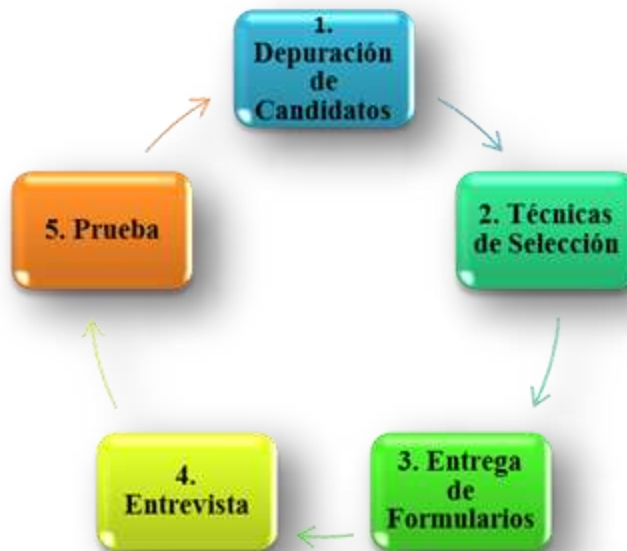 1.
Depuración
de
Candidatos
2. Técnicas
de Selección
3. Entrega
de
Formularios
4.
Entrevista
5. Prueba